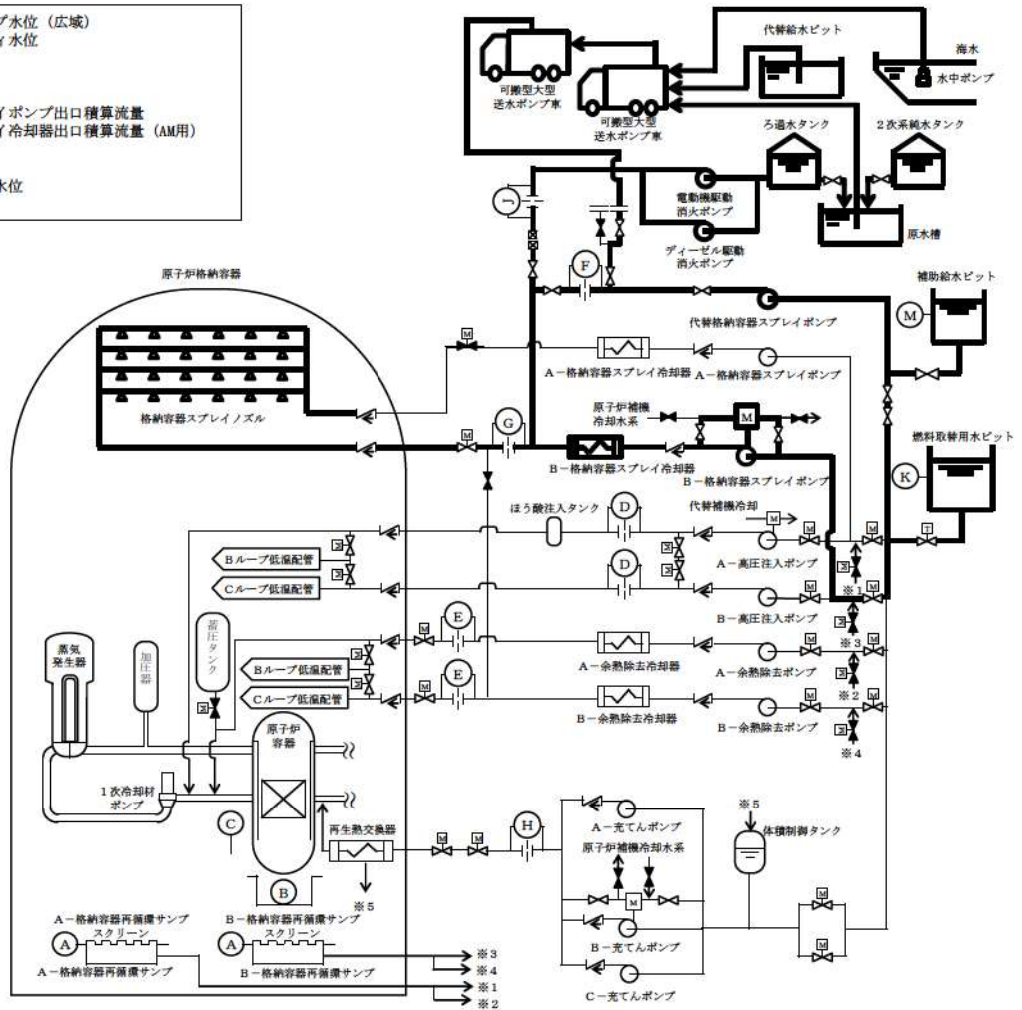 プ水位（広域）
ィ水位
イポンプ出口積算流量
イ冷却器出口積算流量（AM用）
水位
可搬型大型
送水ポンプ車
可搬型大型
送水ポンプ車
代替給水ピット
海水
水中ポンプ
ろ過水タンク
2次系純水タンク
原水槽
電動機駆動
消火ポンプ
ディーゼル駆動
消火ポンプ
J
F
代替格納容器スプレイポンプ
補助給水ピット
M
原子炉格納容器
格納容器スプレイノズル
M
A－格納容器スプレイ冷却器
A－格納容器スプレイポンプ
原子炉補機
冷却水系
M
M
G
B－格納容器スプレイ冷却器
B－格納容器スプレイポンプ
燃料取替用水ピット
K
T
ほう酸注入タンク
D
代替補機冷却
M
M
M
A－高圧注入ポンプ
M
M
Bループ低温配管
Cループ低温配管
M
M
D
M
※1
M
M
B－高圧注入ポンプ
M
※3
蒸気
発生器
加圧器
蓄圧タンク
M
Bループ低温配管
Cループ低温配管
M
M
M
E
A－余熱除去冷却器
M
M
A－余熱除去ポンプ
M
※2
M
E
B－余熱除去冷却器
M
M
B－余熱除去ポンプ
M
※4
原子炉
容器
1次冷却材
ポンプ
C
B
再生熱交換器
※5
M
M
H
A－充てんポンプ
原子炉補機冷却水系
M
B－充てんポンプ
C－充てんポンプ
※5
体積制御タンク
M
M
A－格納容器再循環サンプ
スクリーン
A
A－格納容器再循環サンプ
B－格納容器再循環サンプ
スクリーン
A
B－格納容器再循環サンプ
※3
※4
※1
※2